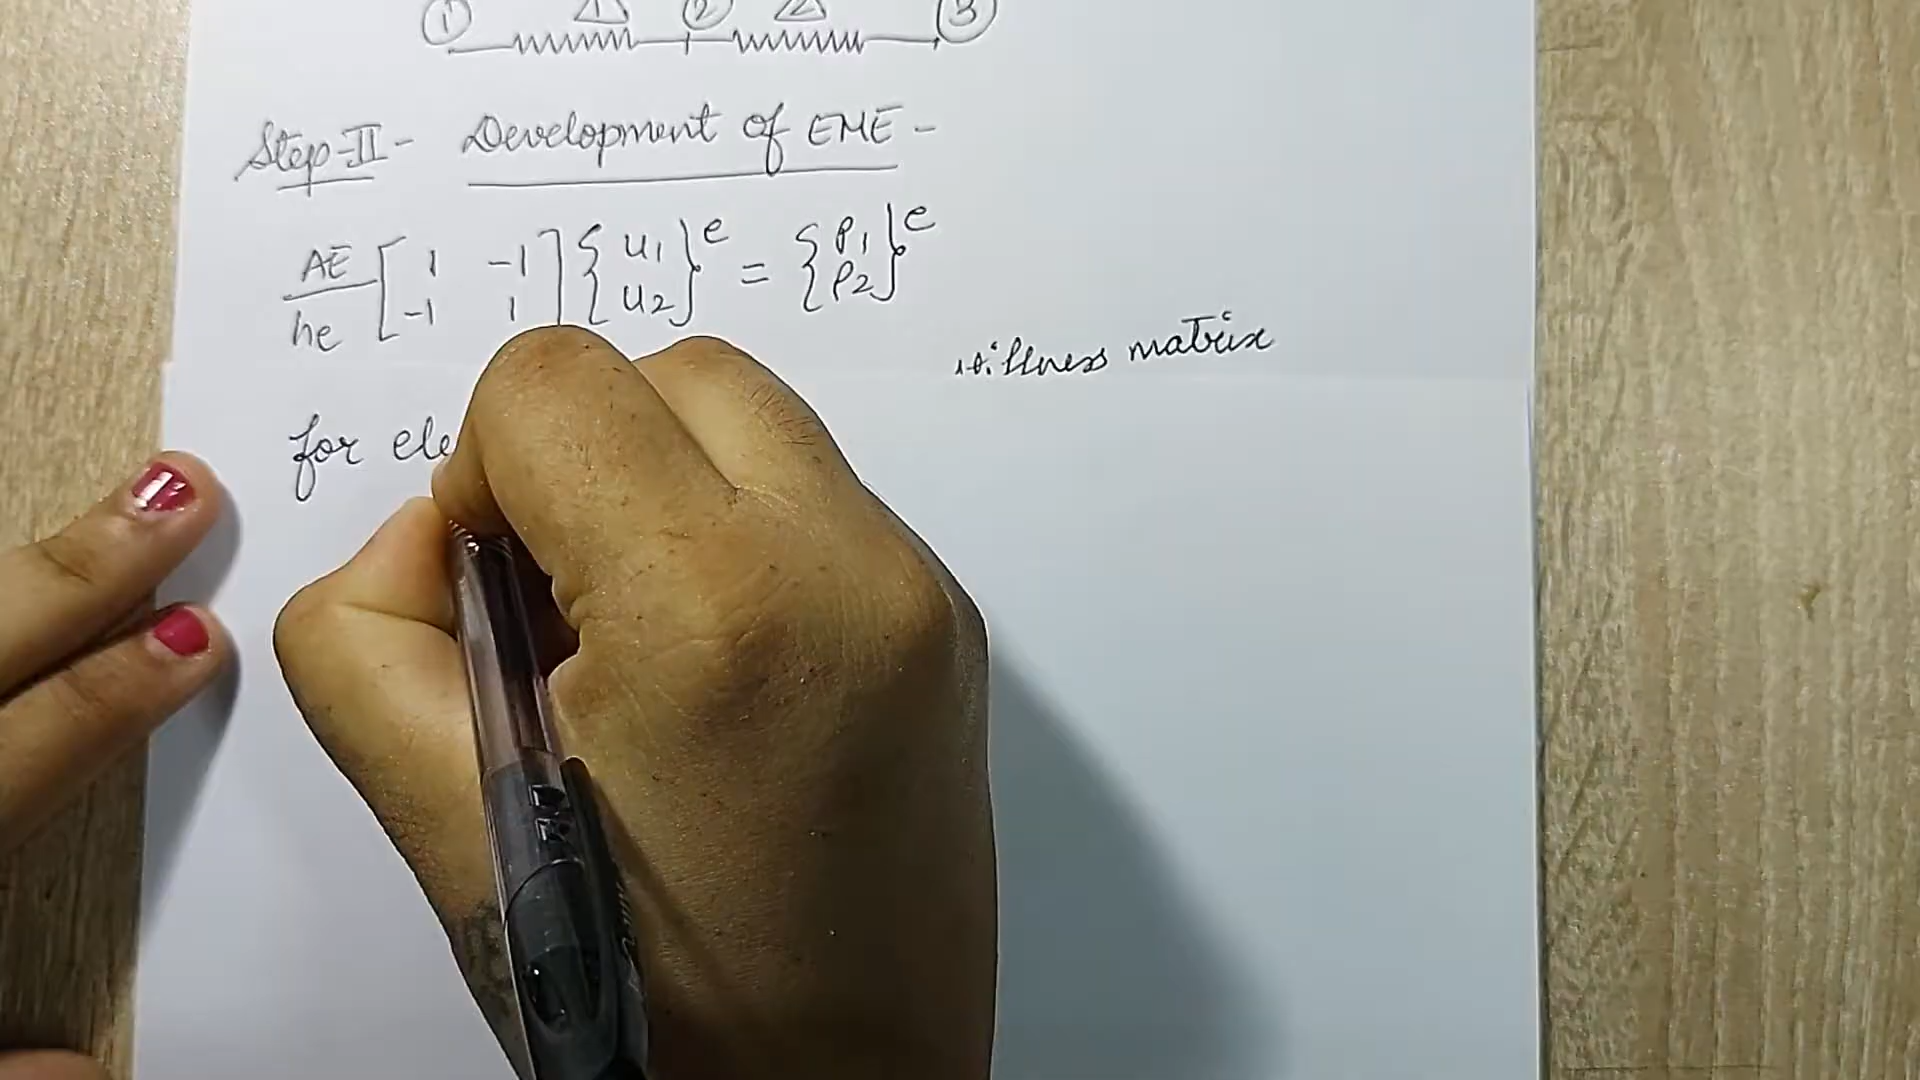 ① 1 ② 2 ③
Step-II- Development of EME -
AE/he [1 -1 -1 1] {u1 u2}^e = {P1 P2}^e
stiffness matrix
for ele